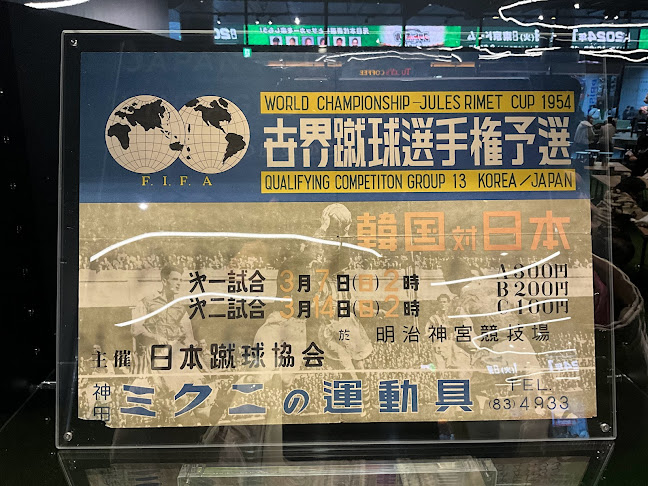 TULLY'S COFFEE
WORLD CHAMPIONSHIP-JULES RIMET CUP 1954
世界蹴球選手権予選
QUALIFYING COMPETITON GROUP 13 KOREA/JAPAN
F.I.F.A
韓国対日本
次一試合 3月7日(日)2時 A300円
B200円
次二試合 3月14日(日)2時 C100円
於 明治神宮競技場
主催 日本蹴球協会
神田 ミクニの運動具 TEL. (83)4933